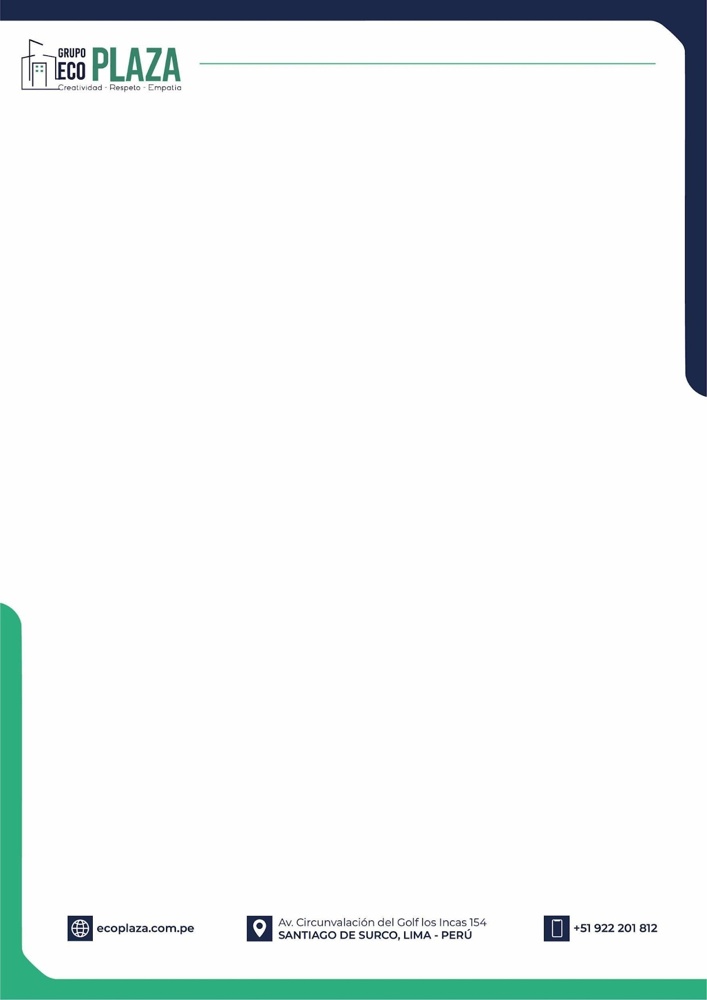 GRUPO
ECO PLAZA
Creatividad - Respeto - Empatia
ecoplaza.com.pe
Av. Circunvalación del Golf los Incas 154
SANTIAGO DE SURCO, LIMA - PERÚ
+51 922 201 812